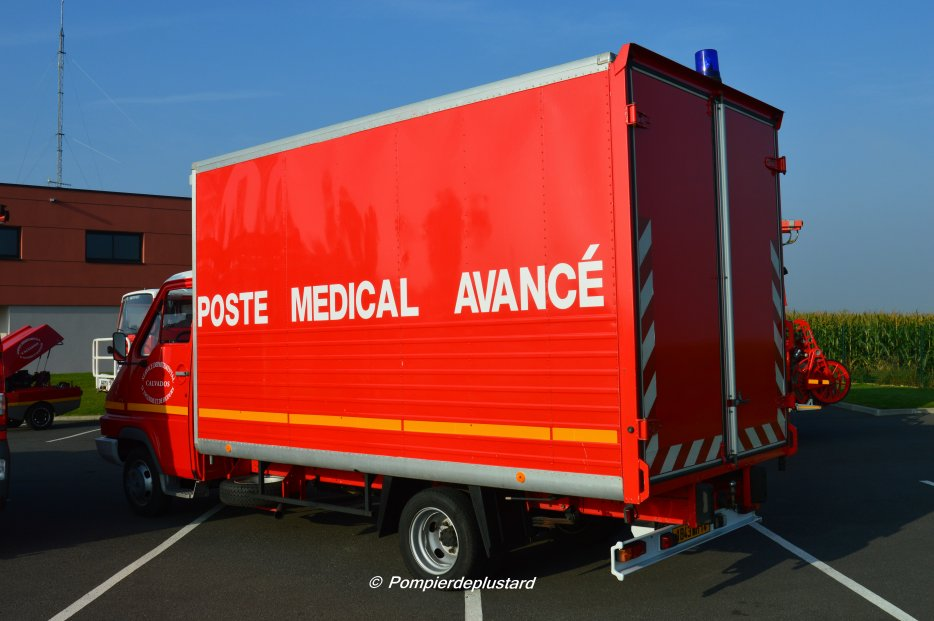 POSTE MEDICAL AVANCÉ
CALVADOS
© Pompierdeplustard